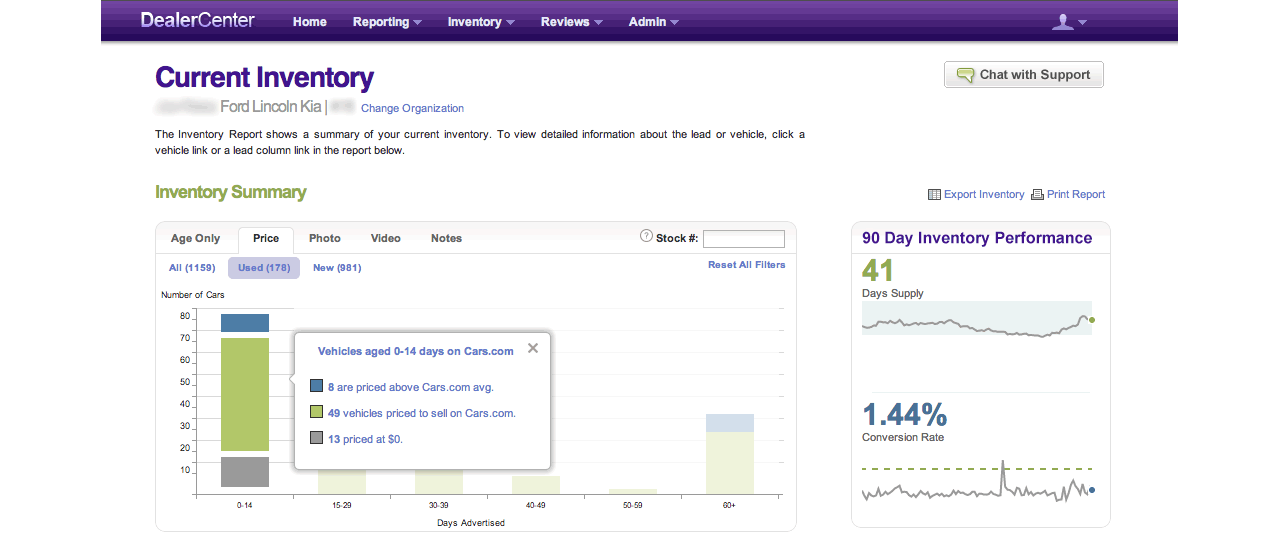 DealerCenter Home Reporting Inventory Reviews Admin
Current Inventory
Chat with Support
Ford Lincoln Kia | Change Organization
The Inventory Report shows a summary of your current inventory. To view detailed information about the lead or vehicle, click a
vehicle link or a lead column link in the report below.
Inventory Summary
Export Inventory Print Report
Age Only Price Photo Video Notes ? Stock #:
All (1159) Used (178) New (981) Reset All Filters
Number of Cars
80
70
60
50
40
30
20
10
Vehicles aged 0-14 days on Cars.com
8 are priced above Cars.com avg.
49 vehicles priced to sell on Cars.com.
13 priced at $0.
0-14 15-29 30-39 40-49 50-59 60+
Days Advertised
90 Day Inventory Performance
41
Days Supply
1.44%
Conversion Rate